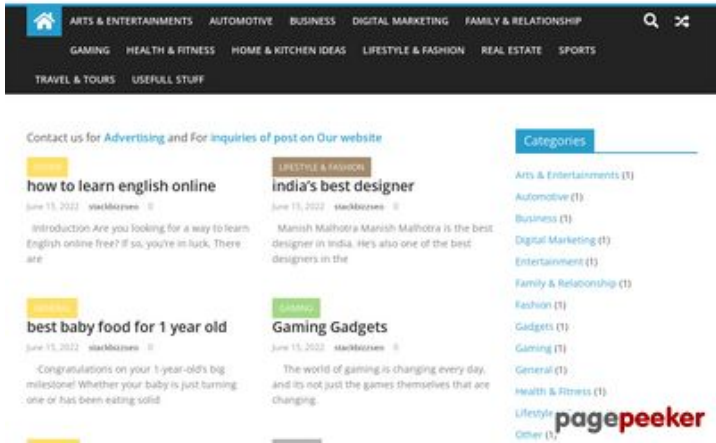 ARTS & ENTERTAINMENTS AUTOMOTIVE BUSINESS DIGITAL MARKETING FAMILY & RELATIONSHIP
GAMING HEALTH & FITNESS HOME & KITCHEN IDEAS LIFESTYLE & FASHION REAL ESTATE SPORTS
TRAVEL & TOURS USEFULL STUFF
Contact us for Advertising and For inquiries of post on Our website
how to learn english online
June 15, 2022 stackbizzseo 0
Introduction Are you looking for a way to learn
English online free? If so, you're in luck. There
are
LIFESTYLE & FASHION
india's best designer
June 15, 2022 stackbizzseo 0
Manish Malhotra Manish Malhotra is the best
designer in India. He's also one of the best
designers in the
GENERAL
best baby food for 1 year old
June 15, 2022 stackbizzseo 0
Congratulations on your 1-year-old's big
milestone! Whether your baby is just turning
one or has been eating solid
GAMING
Gaming Gadgets
June 15, 2022 stackbizzseo 0
The world of gaming is changing every day,
and its not just the games themselves that are
changing.
Categories
Arts & Entertainments (1)
Automotive (1)
Business (1)
Digital Marketing (1)
Entertainment (1)
Family & Relationship (1)
Fashion (1)
Gadgets (1)
Gaming (1)
General (1)
Health & Fitness (1)
Lifestyle
Other (1)
pagepeeker